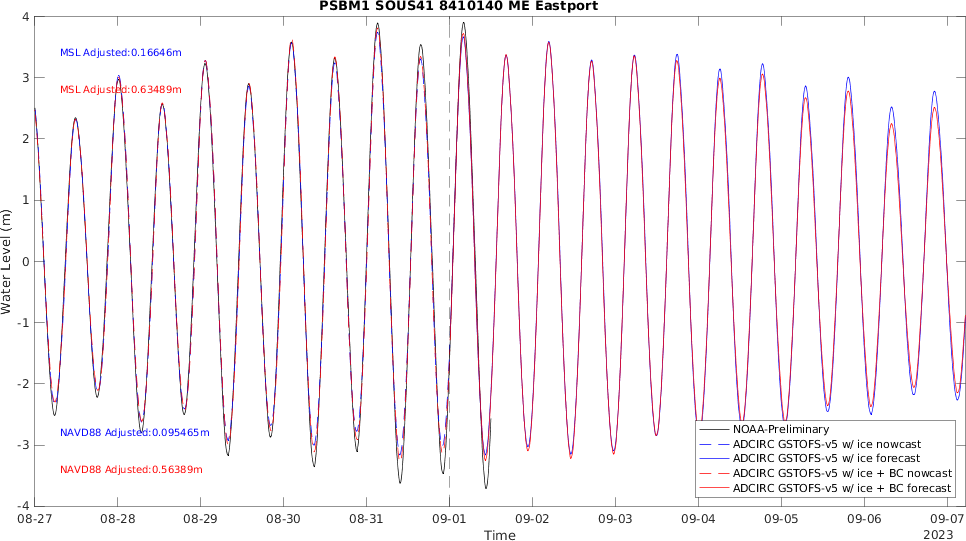 PSBM1 SOUS41 8410140 ME Eastport
4
3
2
1
0
-1
-2
-3
-4
Water Level (m)
MSL Adjusted:0.16646m
MSL Adjusted:0.63489m
NAVD88 Adjusted:0.095465m
NAVD88 Adjusted:0.56389m
NOAA-Preliminary
ADCIRC GSTOFS-v5 w/ ice nowcast
ADCIRC GSTOFS-v5 w/ ice forecast
ADCIRC GSTOFS-v5 w/ ice + BC nowcast
ADCIRC GSTOFS-v5 w/ ice + BC forecast
08-27 08-28 08-29 08-30 08-31 09-01 09-02 09-03 09-04 09-05 09-06 09-07
Time
2023